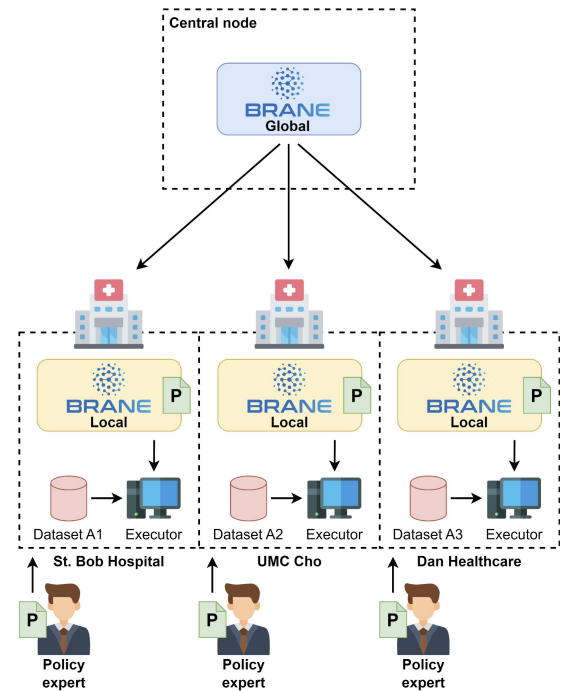 Central node
BRANE
Global
BRANE
Local
P
BRANE
Local
P
BRANE
Local
P
Dataset A1
Executor
Dataset A2
Executor
Dataset A3
Executor
St. Bob Hospital
UMC Cho
Dan Healthcare
P
P
P
Policy
expert
Policy
expert
Policy
expert